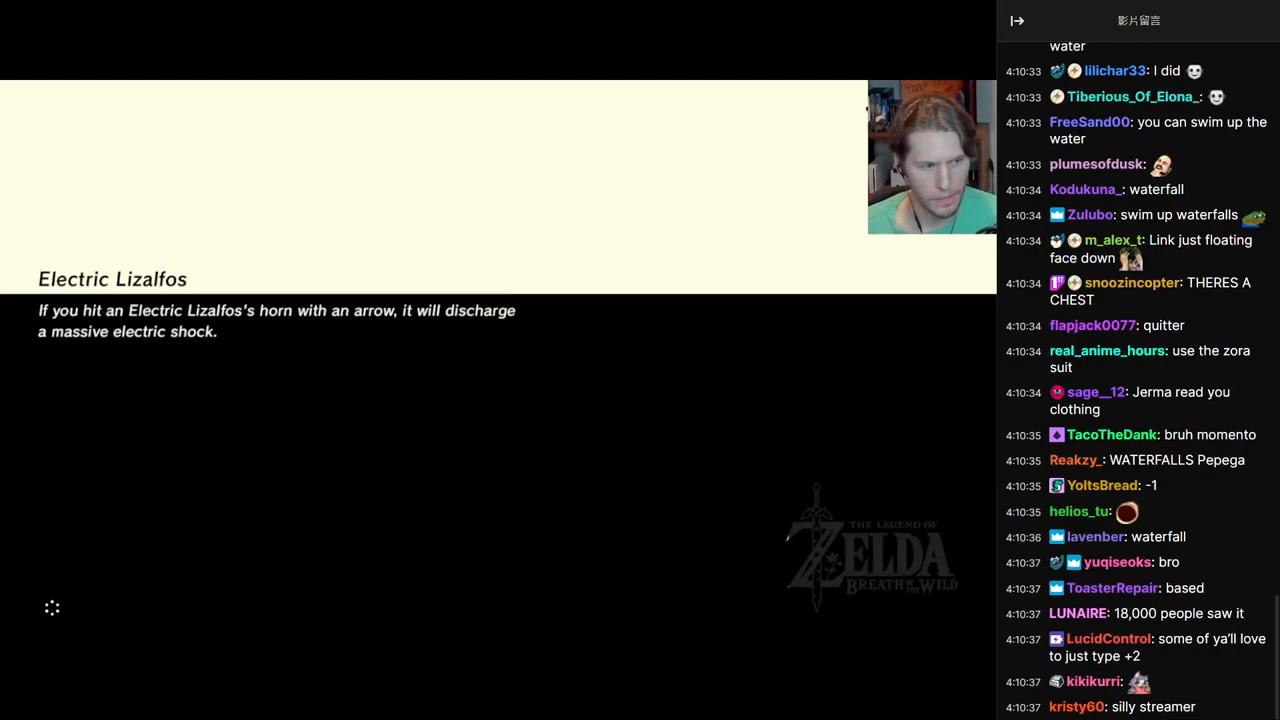 Electric Lizalfos
If you hit an Electric Lizalfos's horn with an arrow, it will discharge
a massive electric shock.
THE LEGEND OF
ZELDA
BREATH OF THE WILD
影片留言
water
4:10:33 lilichar33: I did
4:10:33 Tiberious_Of_Elona_:
4:10:33 FreeSand00: you can swim up the
water
4:10:33 plumesofdusk:
4:10:34 Kodukuna_: waterfall
4:10:34 Zulubo: swim up waterfalls
4:10:34 m_alex_t: Link just floating
face down
4:10:34 1ST snoozincopter: THERES A
CHEST
4:10:34 flapjack0077: quitter
4:10:34 real_anime_hours: use the zora
suit
4:10:34 sage__12: Jerma read you
clothing
4:10:35 TacoTheDank: bruh momento
4:10:35 Reakzy_: WATERFALLS Pepega
4:10:35 YoltsBread: -1
4:10:35 helios_tu:
4:10:36 lavenber: waterfall
4:10:37 yuqiseoks: bro
4:10:37 ToasterRepair: based
4:10:37 LUNAIRE: 18,000 people saw it
4:10:37 LucidControl: some of ya'll love
to just type +2
4:10:37 kikikurri:
4:10:37 kristy60: silly streamer